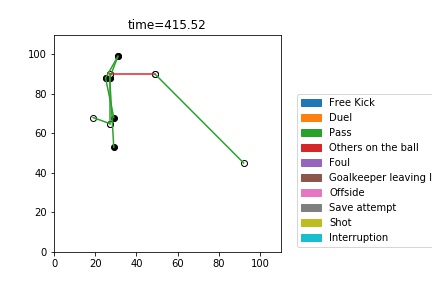 time=415.52
100
80
60
40
20
0
0 20 40 60 80 100
Free Kick
Duel
Pass
Others on the ball
Foul
Goalkeeper leaving l
Offside
Save attempt
Shot
Interruption